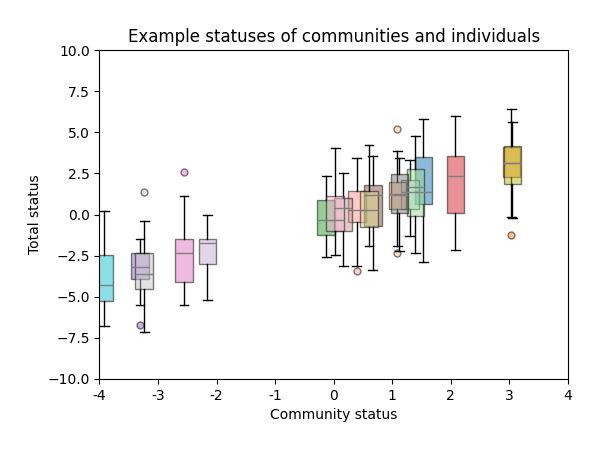 Example statuses of communities and individuals
10.0
7.5
5.0
2.5
0.0
−2.5
−5.0
−7.5
−10.0
Total status
-4 -3 -2 -1 0 1 2 3 4
Community status